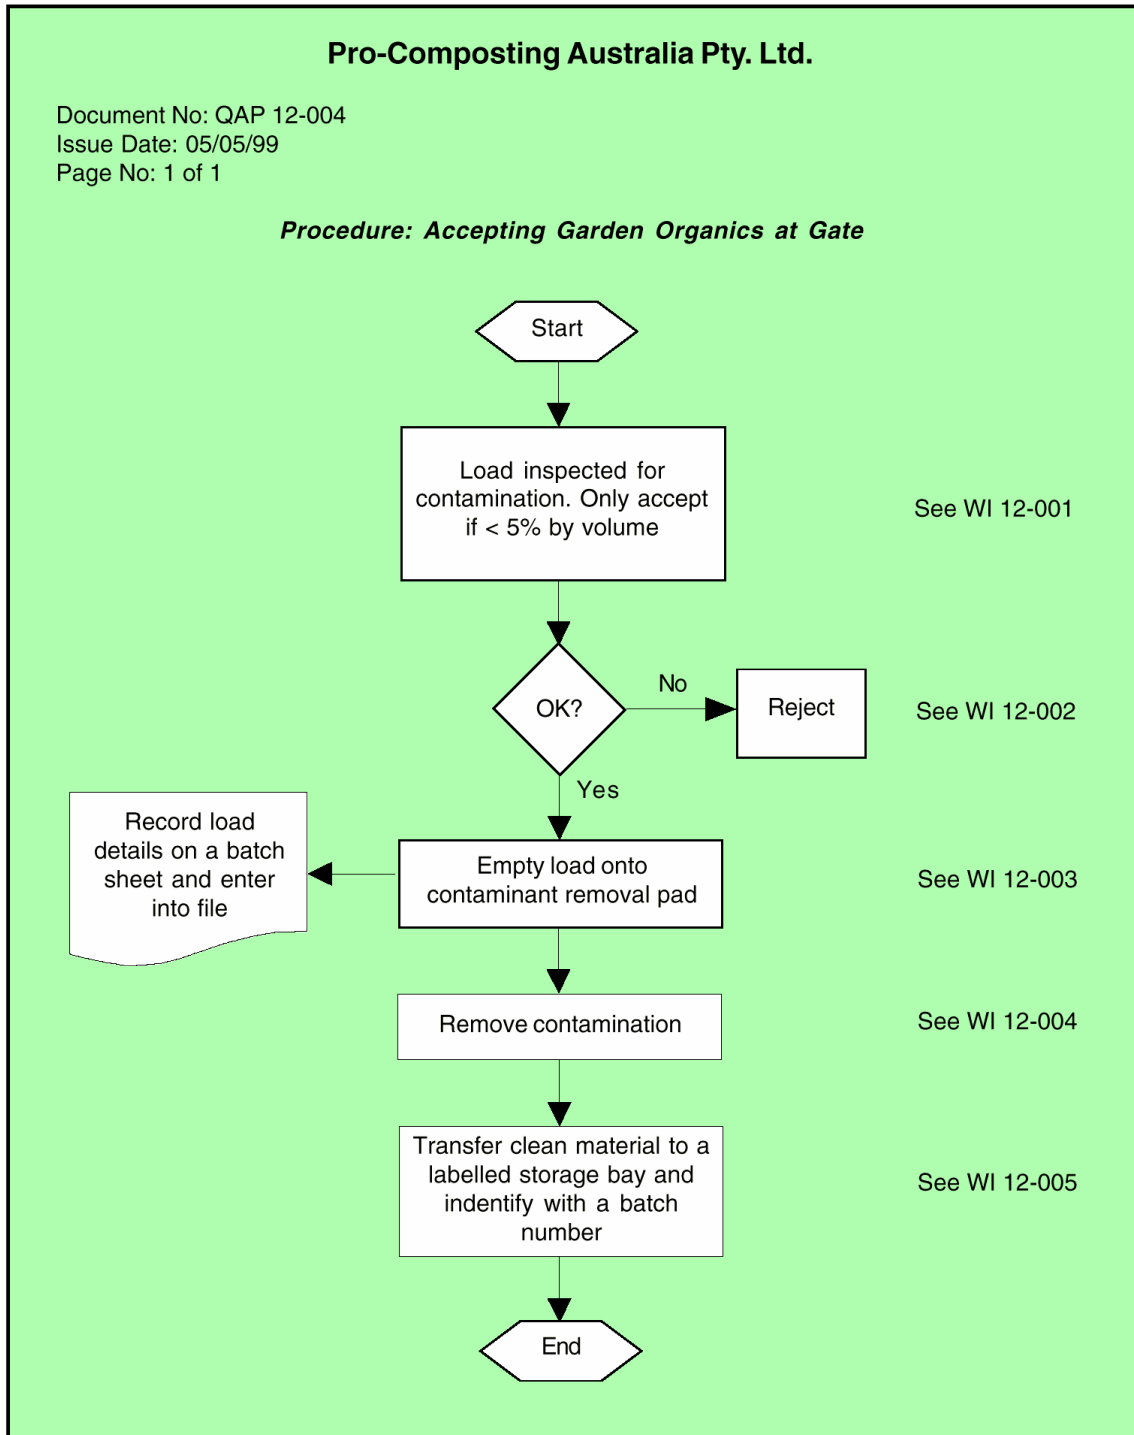 Pro-Composting Australia Pty. Ltd.
Document No: QAP 12-004
Issue Date: 05/05/99
Page No: 1 of 1
Procedure: Accepting Garden Organics at Gate
Start
Load inspected for
contamination. Only accept
if < 5% by volume
See WI 12-001
OK?
No
Reject
See WI 12-002
Yes
Record load
details on a batch
sheet and enter
into file
Empty load onto
contaminant removal pad
See WI 12-003
Remove contamination
See WI 12-004
Transfer clean material to a
labelled storage bay and
indentify with a batch
number
See WI 12-005
End